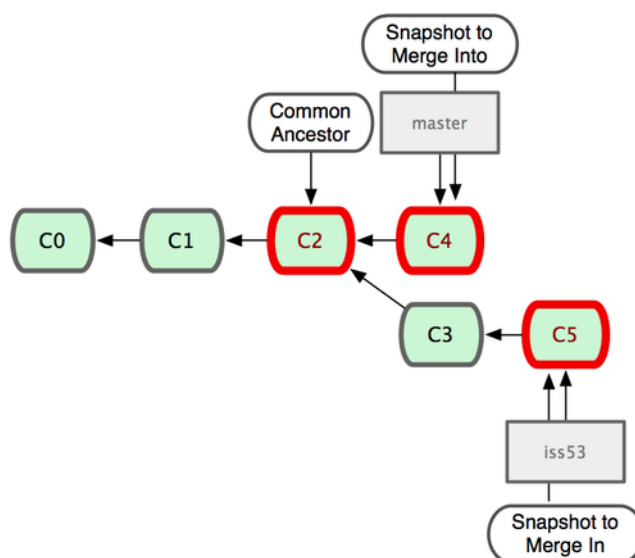 Snapshot to
Merge Into
Common
Ancestor
master
C0
C1
C2
C4
C3
C5
iss53
Snapshot to
Merge In